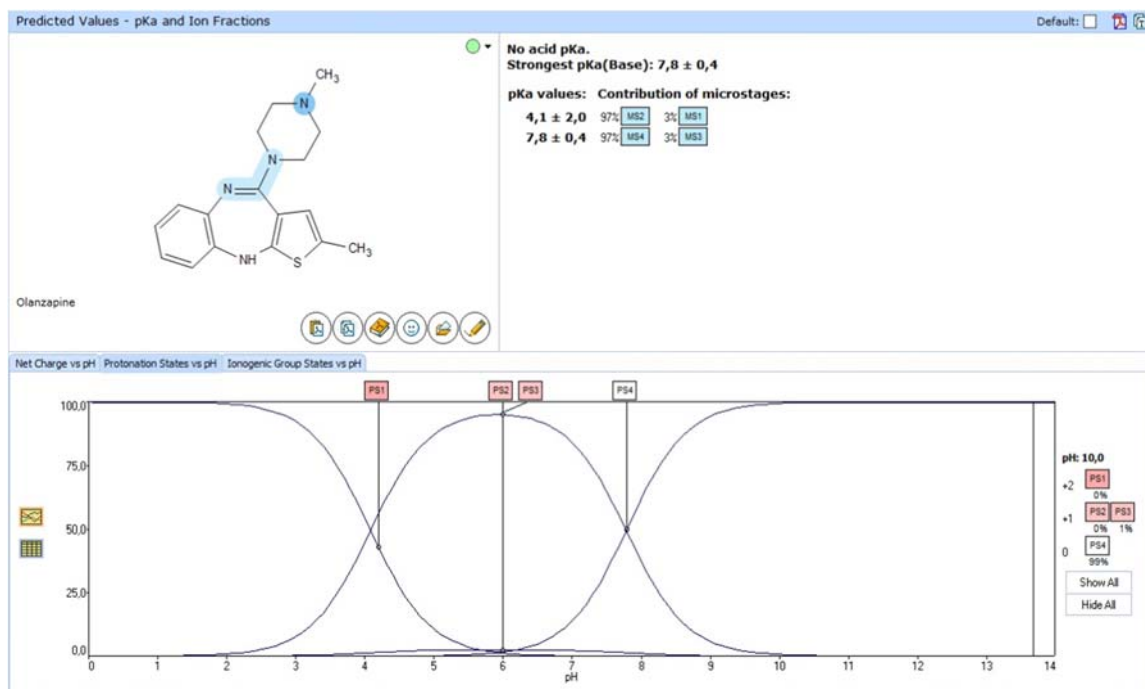 Predicted Values - pKa and Ion Fractions
Default:
No acid pKa.
Strongest pKa(Base): 7,8 ± 0,4
pKa values: Contribution of microstages:
4,1 ± 2,0 97% MS2 3% MS1
7,8 ± 0,4 97% MS4 3% MS3
CH3
N
N
N
NH
S
CH3
Olanzapine
Net Charge vs pH Protonation States vs pH Ionogenic Group States vs pH
PS1 PS2 PS3 PS4
100,0
75,0
50,0
25,0
0,0
0 1 2 3 4 5 6 7 8 9 10 11 12 13 14
pH
pH: 10,0
+2 PS1
0%
+1 PS2 PS3
0% 1%
0 PS4
99%
Show All
Hide All